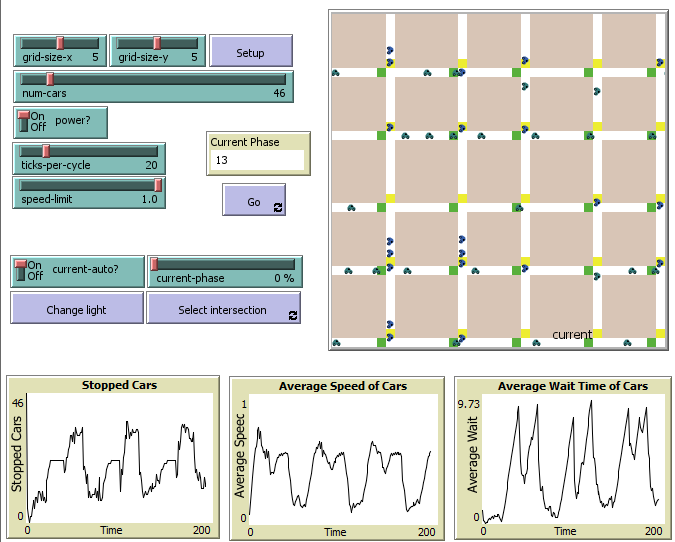 grid-size-x 5
grid-size-y 5
Setup
num-cars 46
On
Off power?
Current Phase
13
ticks-per-cycle 20
speed-limit 1.0
Go
On
Off current-auto?
current-phase 0 %
Change light
Select intersection
current
Stopped Cars
46
Stopped Cars
0
Time
200
Average Speed of Cars
1
Average Speed
0
0
Time
200
Average Wait Time of Cars
9.73
Average Wait
0
0
Time
200